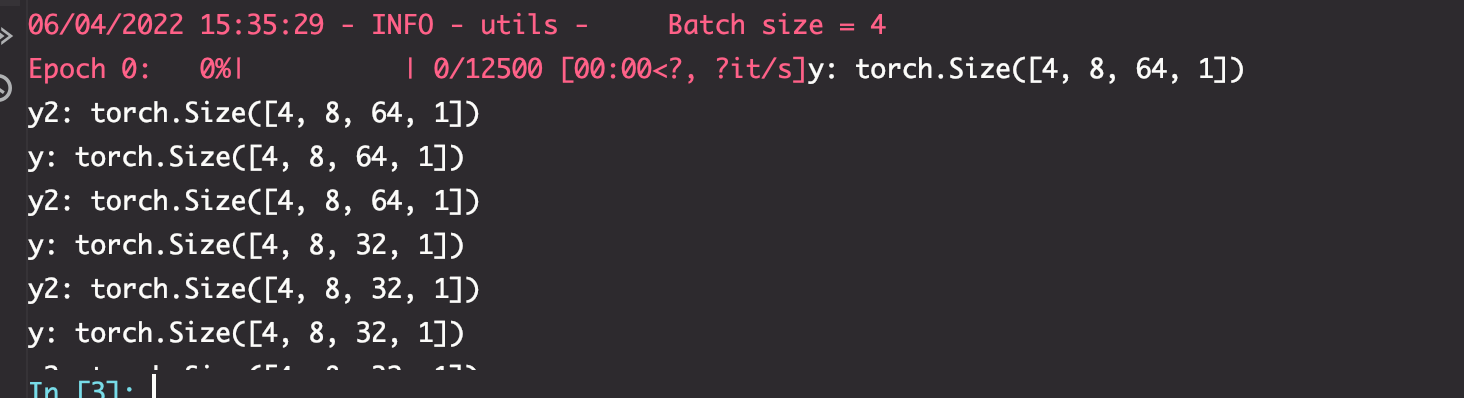 06/04/2022 15:35:29 - INFO - utils -     Batch size = 4
Epoch 0:   0%|          | 0/12500 [00:00<?, ?it/s]y: torch.Size([4, 8, 64, 1])
y2: torch.Size([4, 8, 64, 1])
y: torch.Size([4, 8, 64, 1])
y2: torch.Size([4, 8, 64, 1])
y: torch.Size([4, 8, 32, 1])
y2: torch.Size([4, 8, 32, 1])
y: torch.Size([4, 8, 32, 1])
In [3]: